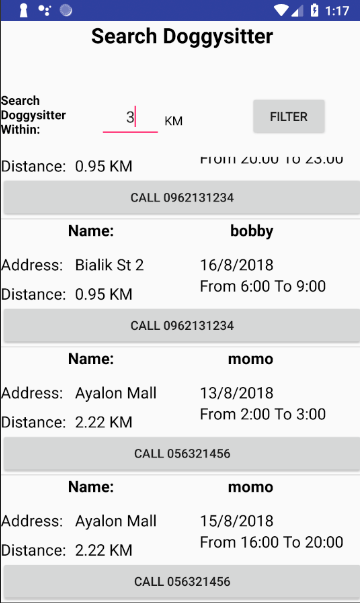 1:17
Search Doggysitter
Search
Doggysitter
Within:
3 KM FILTER
Distance: 0.95 KM From 20:00 To 23:00
CALL 0962131234
Name: bobby
Address: Bialik St 2 16/8/2018
Distance: 0.95 KM From 6:00 To 9:00
CALL 0962131234
Name: momo
Address: Ayalon Mall 13/8/2018
Distance: 2.22 KM From 2:00 To 3:00
CALL 056321456
Name: momo
Address: Ayalon Mall 15/8/2018
Distance: 2.22 KM From 16:00 To 20:00
CALL 056321456